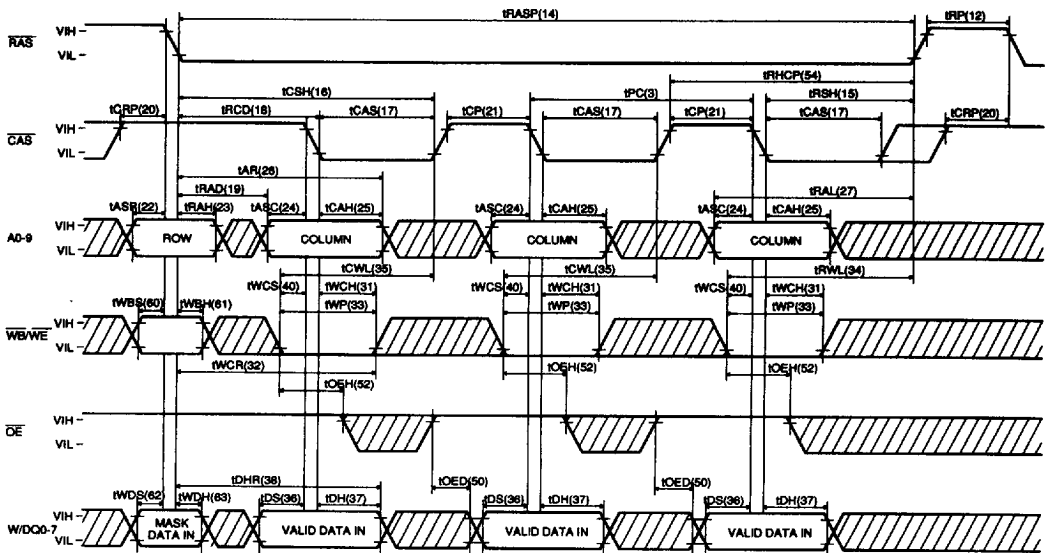 tRASP(14) tRP(12)
RAS VIH VIL
tRHCP(54)
tCSH(16) tPC(3) tRSH(15)
tCRP(20) tRCD(18) tCAS(17) tCP(21) tCAS(17) tCP(21) tCAS(17) tCRP(20)
CAS VIH VIL
tAR(26)
tRAD(19) tRAL(27)
tASR(22) tRAH(23) tASC(24) tCAH(25) tASC(24) tCAH(25) tASC(24) tCAH(25)
A0-9 VIH VIL ROW COLUMN COLUMN COLUMN
tCWL(35) tCWL(35) tRWL(34)
tWCS(40) tWCH(31) tWCS(40) tWCH(31) tWCS(40) tWCH(31)
tWBS(60) tWBH(61) tWP(33) tWP(33) tWP(33)
WB/WE VIH VIL
tWCR(32)
tOEH(52) tOEH(52) tOEH(52)
OE VIH VIL
tDHR(38) tOED(50) tOED(50)
tWDS(62) tWDH(63) tDS(36) tDH(37) tDS(36) tDH(37) tDS(36) tDH(37)
W/DQ0-7 VIH VIL MASK DATA IN VALID DATA IN VALID DATA IN VALID DATA IN